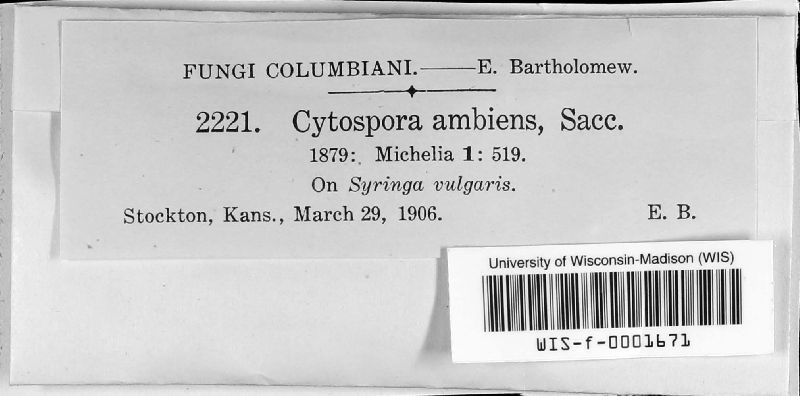 FUNGI COLUMBIANI.——E. Bartholomew.
2221. Cytospora ambiens, Sacc.
1879: Michelia 1: 519.
On Syringa vulgaris.
Stockton, Kans., March 29, 1906. E. B.
University of Wisconsin-Madison (WIS)
WIS-f-0001671